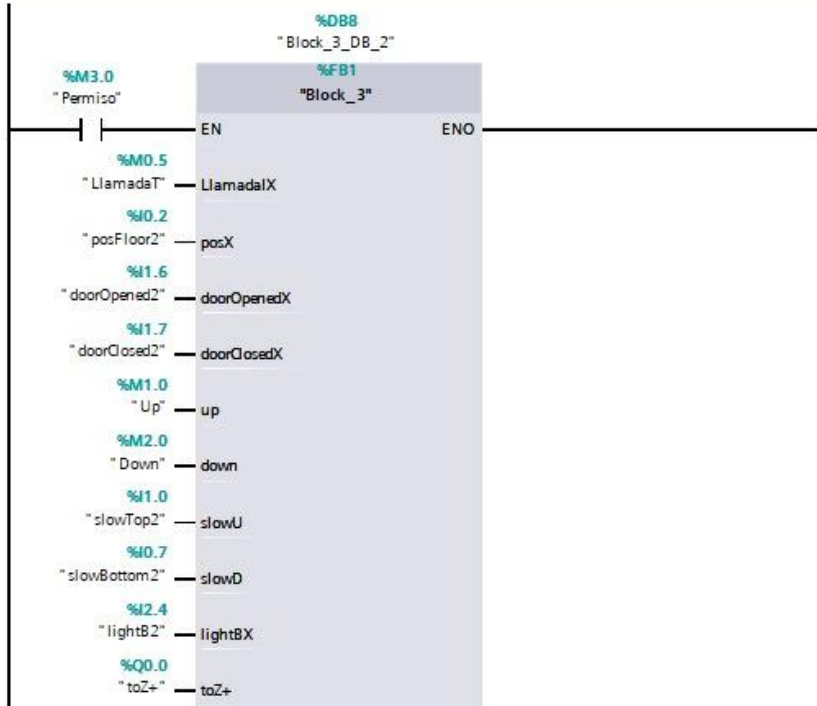 %DB8
"Block_3_DB_2"
%FB1
"Block_3"
%M3.0
"Permiso"
EN ENO
%M0.5
"LlamadaT" LlamadaIX
%I0.2
"posFloor2" posX
%I1.6
"doorOpened2" doorOpenedX
%I1.7
"doorClosed2" doorClosedX
%M1.0
"Up" up
%M2.0
"Down" down
%I1.0
"slowTop2" slowU
%I0.7
"slowBottom2" slowD
%I2.4
"lightB2" lightBX
%Q0.0
"toZ+" toZ+